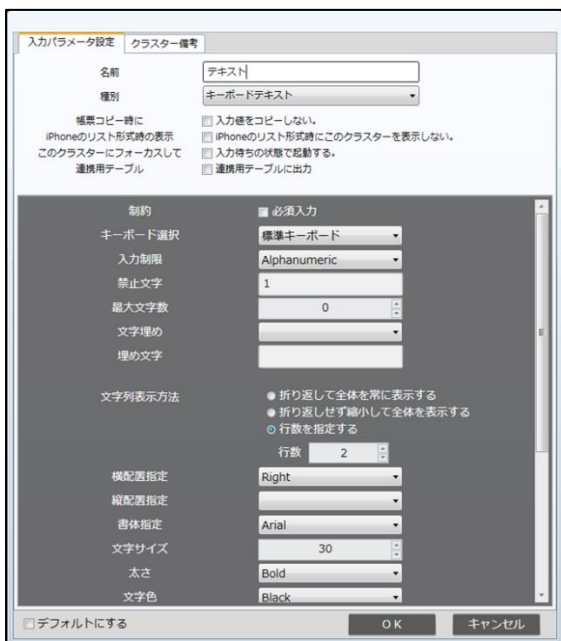 入力パラメータ設定 クラスター備考
名前 テキスト
種別 キーボードテキスト
帳票コピー時に 入力値をコピーしない。
iPhoneのリスト形式時の表示 iPhoneのリスト形式時にこのクラスターを表示しない。
このクラスターにフォーカスして 入力待ちの状態で起動する。
連携用テーブル 連携用テーブルに出力
制約 必須入力
キーボード選択 標準キーボード
入力制限 Alphanumeric
禁止文字 1
最大文字数 0
文字埋め
埋め文字
文字列表示方法 折り返して全体を常に表示する
折り返しせず縮小して全体を表示する
行数を指定する
行数 2
横配置指定 Right
縦配置指定
書体指定 Arial
文字サイズ 30
太さ Bold
文字色 Black
デフォルトにする OK キャンセル